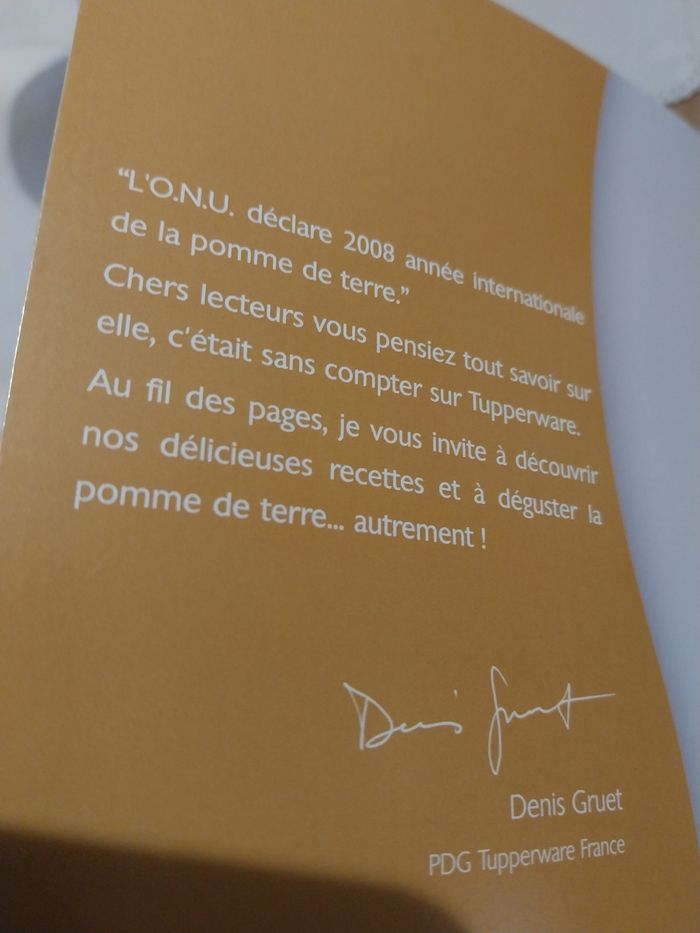 “L'O.N.U. déclare 2008 année internationale
de la pomme de terre.”
Chers lecteurs vous pensiez tout savoir sur
elle, c'était sans compter sur Tupperware.
Au fil des pages, je vous invite à découvrir
nos délicieuses recettes et à déguster la
pomme de terre... autrement !
Denis Gruet
Denis Gruet
PDG Tupperware France